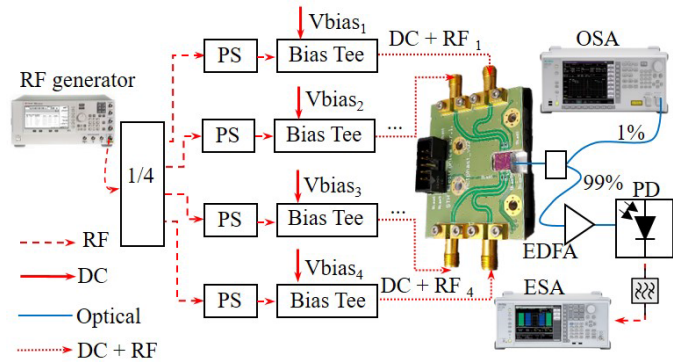 Vbias1
PS
Bias Tee
DC + RF 1
OSA
RF generator
Vbias2
PS
Bias Tee
...
1%
1/4
99%
PD
Vbias3
PS
Bias Tee
...
EDFA
RF
DC
Vbias4
PS
Bias Tee
DC + RF 4
ESA
Optical
DC + RF